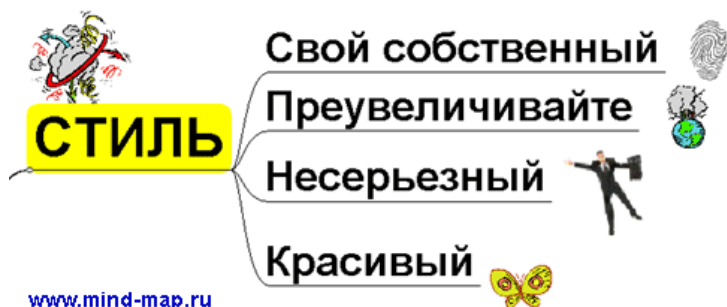 Свой собственный
Преувеличивайте
СТИЛЬ
Несерьезный
Красивый
www.mind-map.ru